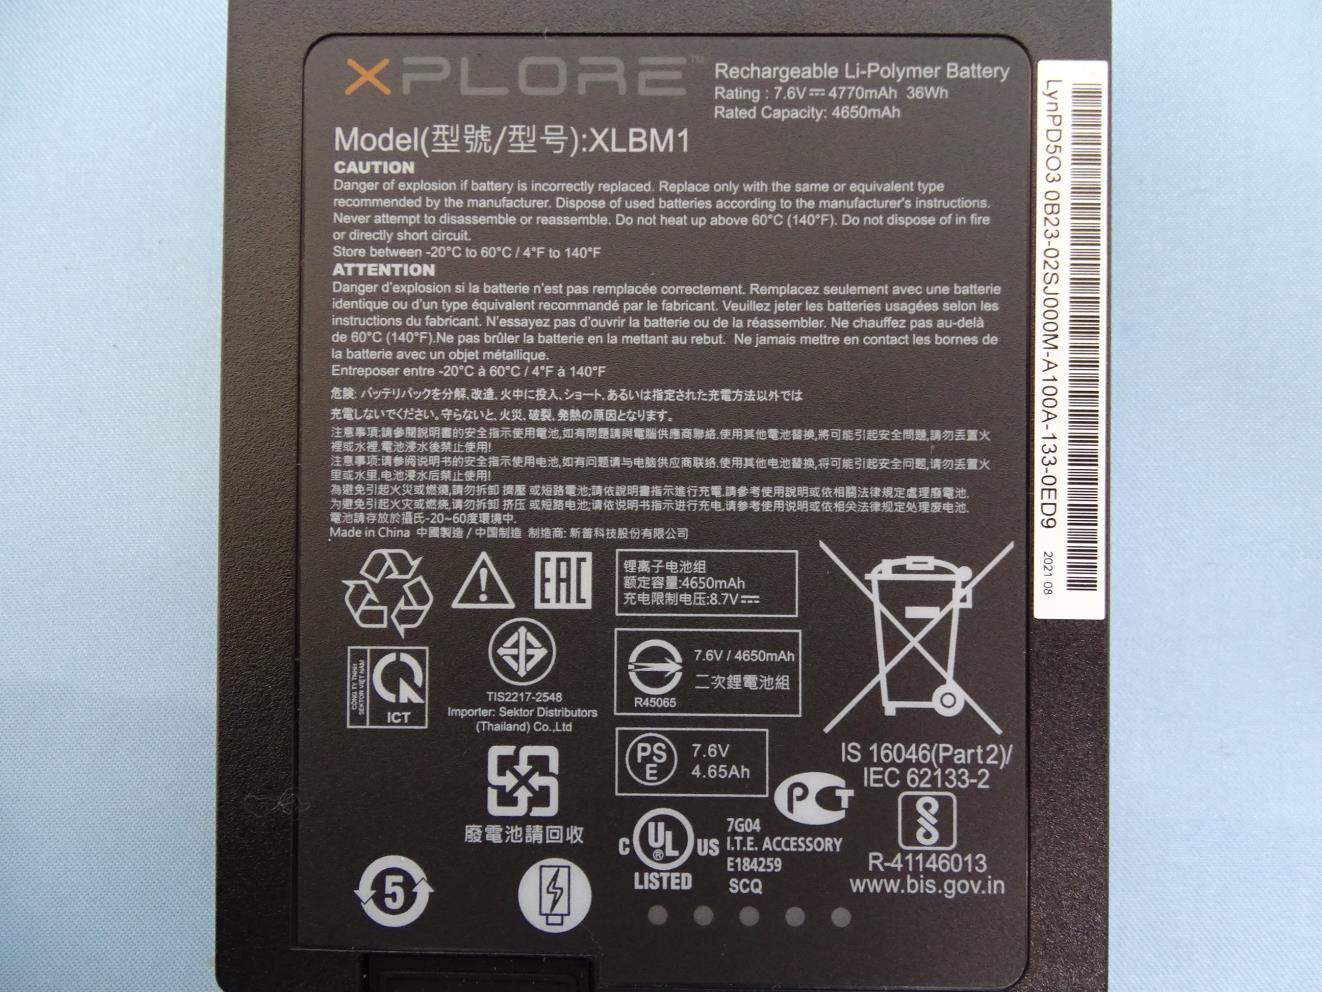 XPLORE™
Rechargeable Li-Polymer Battery
Rating : 7.6V⎓ 4770mAh 36Wh
Rated Capacity: 4650mAh
Model(型號/型号):XLBM1
CAUTION
Danger of explosion if battery is incorrectly replaced. Replace only with the same or equivalent type
recommended by the manufacturer. Dispose of used batteries according to the manufacturer's instructions.
Never attempt to disassemble or reassemble. Do not heat up above 60°C (140°F). Do not dispose of in fire
or directly short circuit.
Store between -20°C to 60°C / 4°F to 140°F
ATTENTION
Danger d'explosion si la batterie n'est pas remplacée correctement. Remplacez seulement avec une batterie
identique ou d'un type équivalent recommandé par le fabricant. Veuillez jeter les batteries usagées selon les
instructions du fabricant. N'essayez pas d'ouvrir la batterie ou de la réassembler. Ne chauffez pas au-delà
de 60°C (140°F).Ne pas brûler la batterie en la mettant au rebut. Ne jamais mettre en contact les bornes de
la batterie avec un objet métallique.
Entreposer entre -20°C à 60°C / 4°F à 140°F
危険: バッテリパックを分解、改造、火中に投入、ショート、あるいは指定された充電方法以外では
充電しないでください。守らないと、火災、破裂、発熱の原因となります。
注意事項:請參閱說明書的安全指示使用電池,如有問題請與電腦供應商聯絡.使用其他電池替換,將可能引起安全問題,請勿丟置火
裡或水裡.電池浸水後禁止使用!
注意事项:请参阅说明书的安全指示使用电池,如有问题请与电脑供应商联络.使用其他电池替换,将可能引起安全问题,请勿丢置火
里或水里.电池浸水后禁止使用!
為避免引起火災或燃燒,請勿拆卸 擠壓 或短路電池;請依說明書指示進行充電,請參考使用說明或依相關法律規定處理廢電池.
为避免引起火灾或燃烧,请勿拆卸 挤压 或短路电池;请依说明书指示进行充电.请参考使用说明或依相关法律规定处理废电池.
電池請存放於攝氏-20~60度環境中.
Made in China 中國製造 / 中国制造 制造商: 新普科技股份有限公司
EAC
锂离子电池组
额定容量:4650mAh
充电限制电压:8.7V⎓
CÔNG TY TNHH
SEKTOR VIỆT NAM
ICT
TIS2217-2548
Importer: Sektor Distributors
(Thailand) Co.,Ltd
R45065
7.6V / 4650mAh
二次鋰電池組
PS
E
7.6V
4.65Ah
PCT
IS 16046(Part2)/
IEC 62133-2
R-41146013
www.bis.gov.in
廢電池請回收
5
C UL ® US
LISTED
7G04
I.T.E. ACCESSORY
E184259
SCQ
LynPD5O3 0B23-02SJ000M-A100A-133-0ED9
2021.08